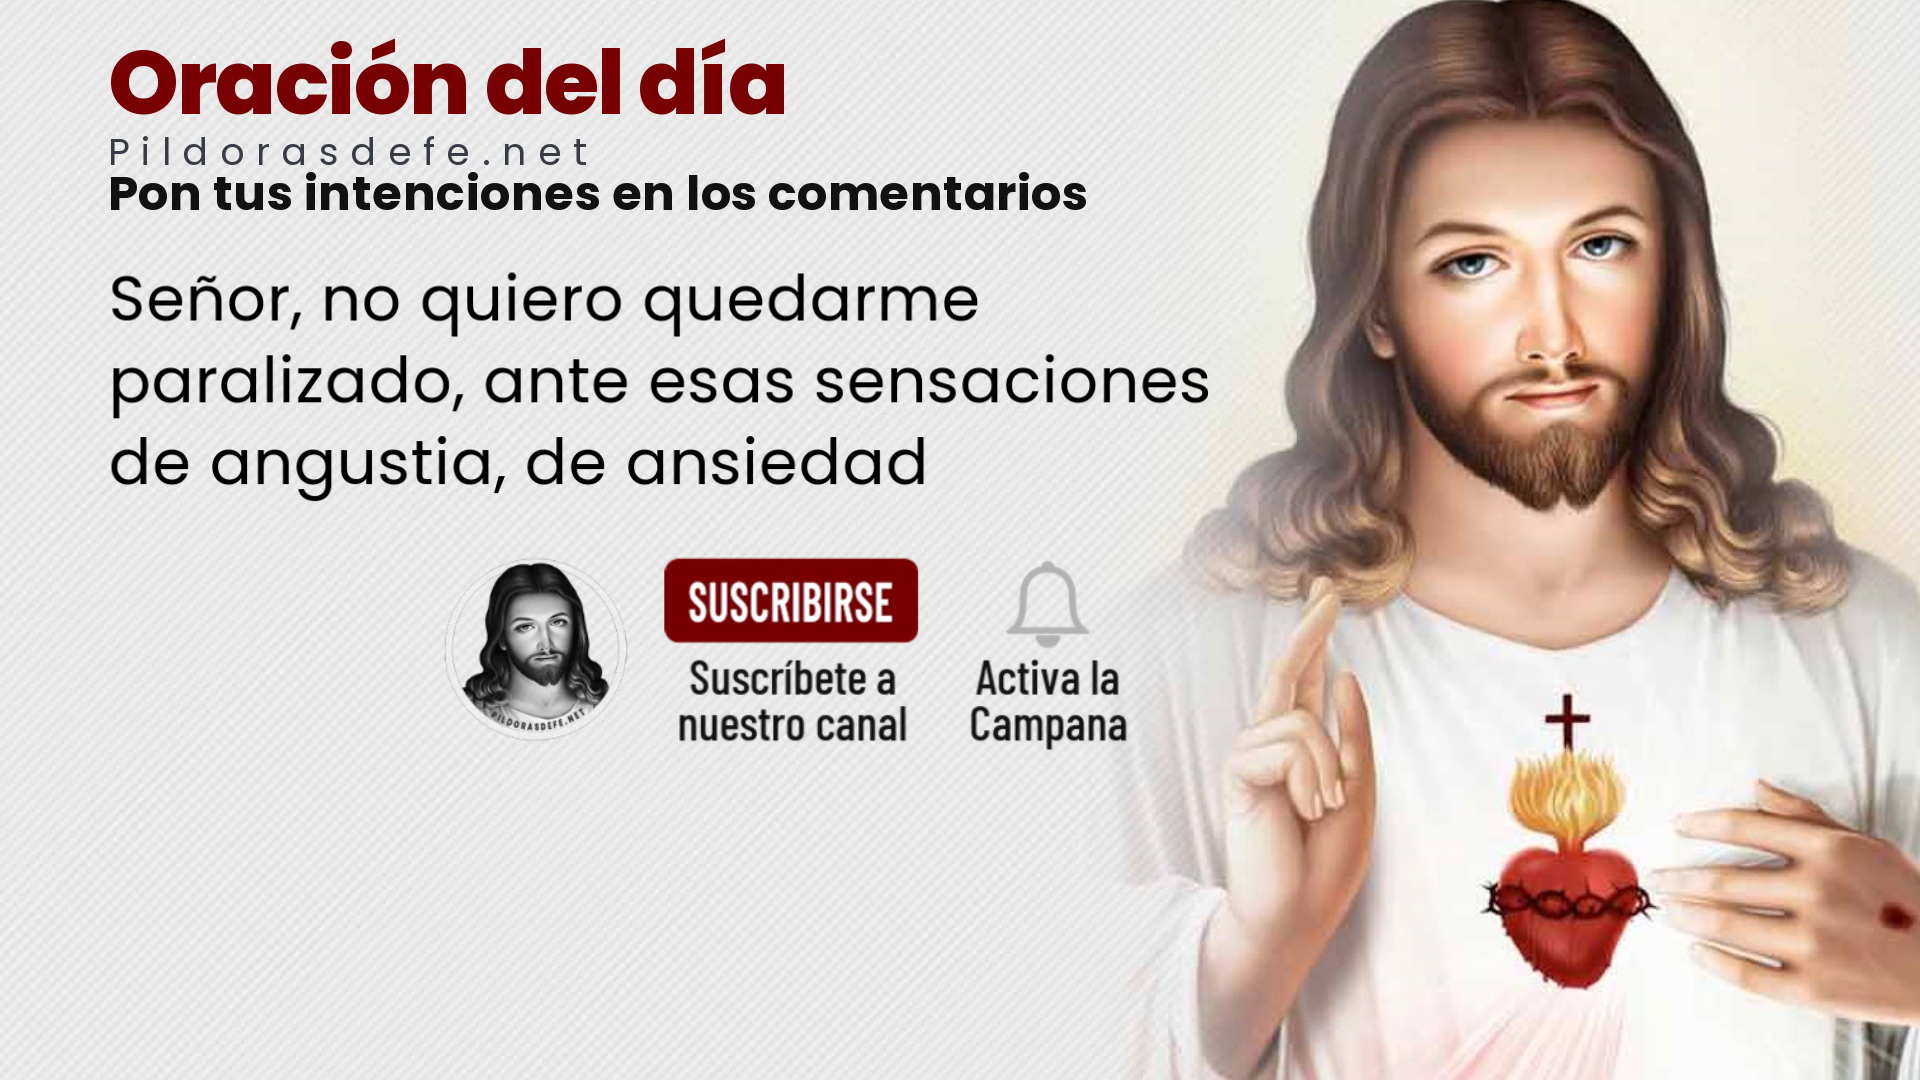 Oración del día
Pildorasdefe.net
Pon tus intenciones en los comentarios
Señor, no quiero quedarme
paralizado, ante esas sensaciones
de angustia, de ansiedad
PILDORASDEFE.NET
SUSCRIBIRSE
Suscríbete a
nuestro canal
Activa la
Campana